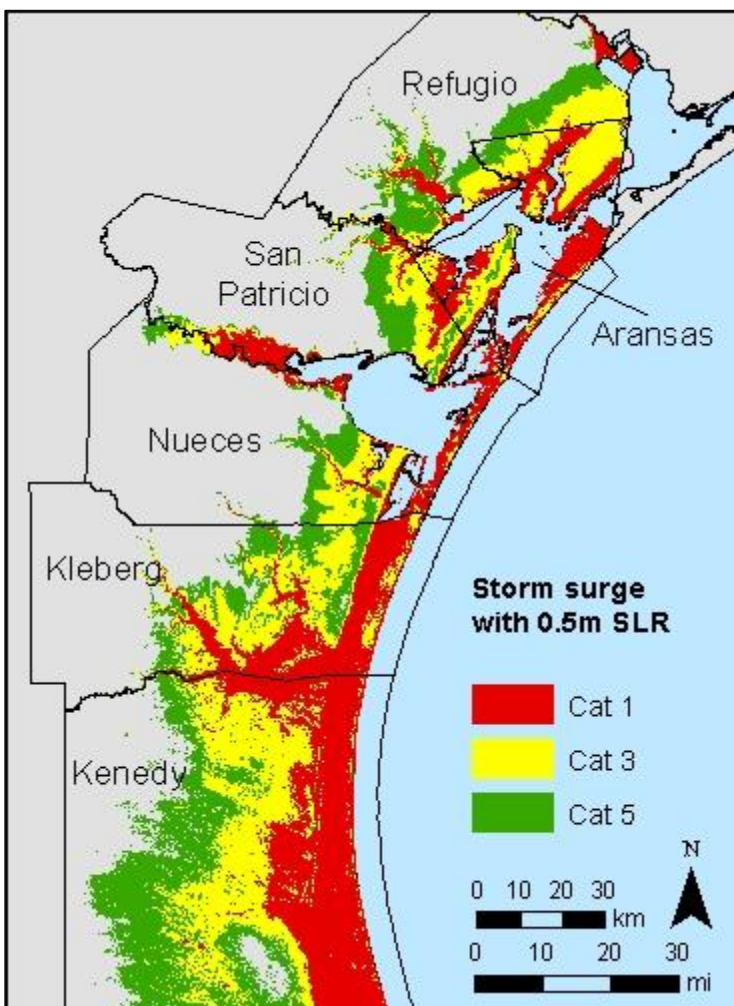 Refugio
San
Patricio
Aransas
Nueces
Kleberg
Kenedy
Storm surge
with 0.5m SLR
Cat 1
Cat 3
Cat 5
N
0 10 20 30
km
0 10 20 30
mi